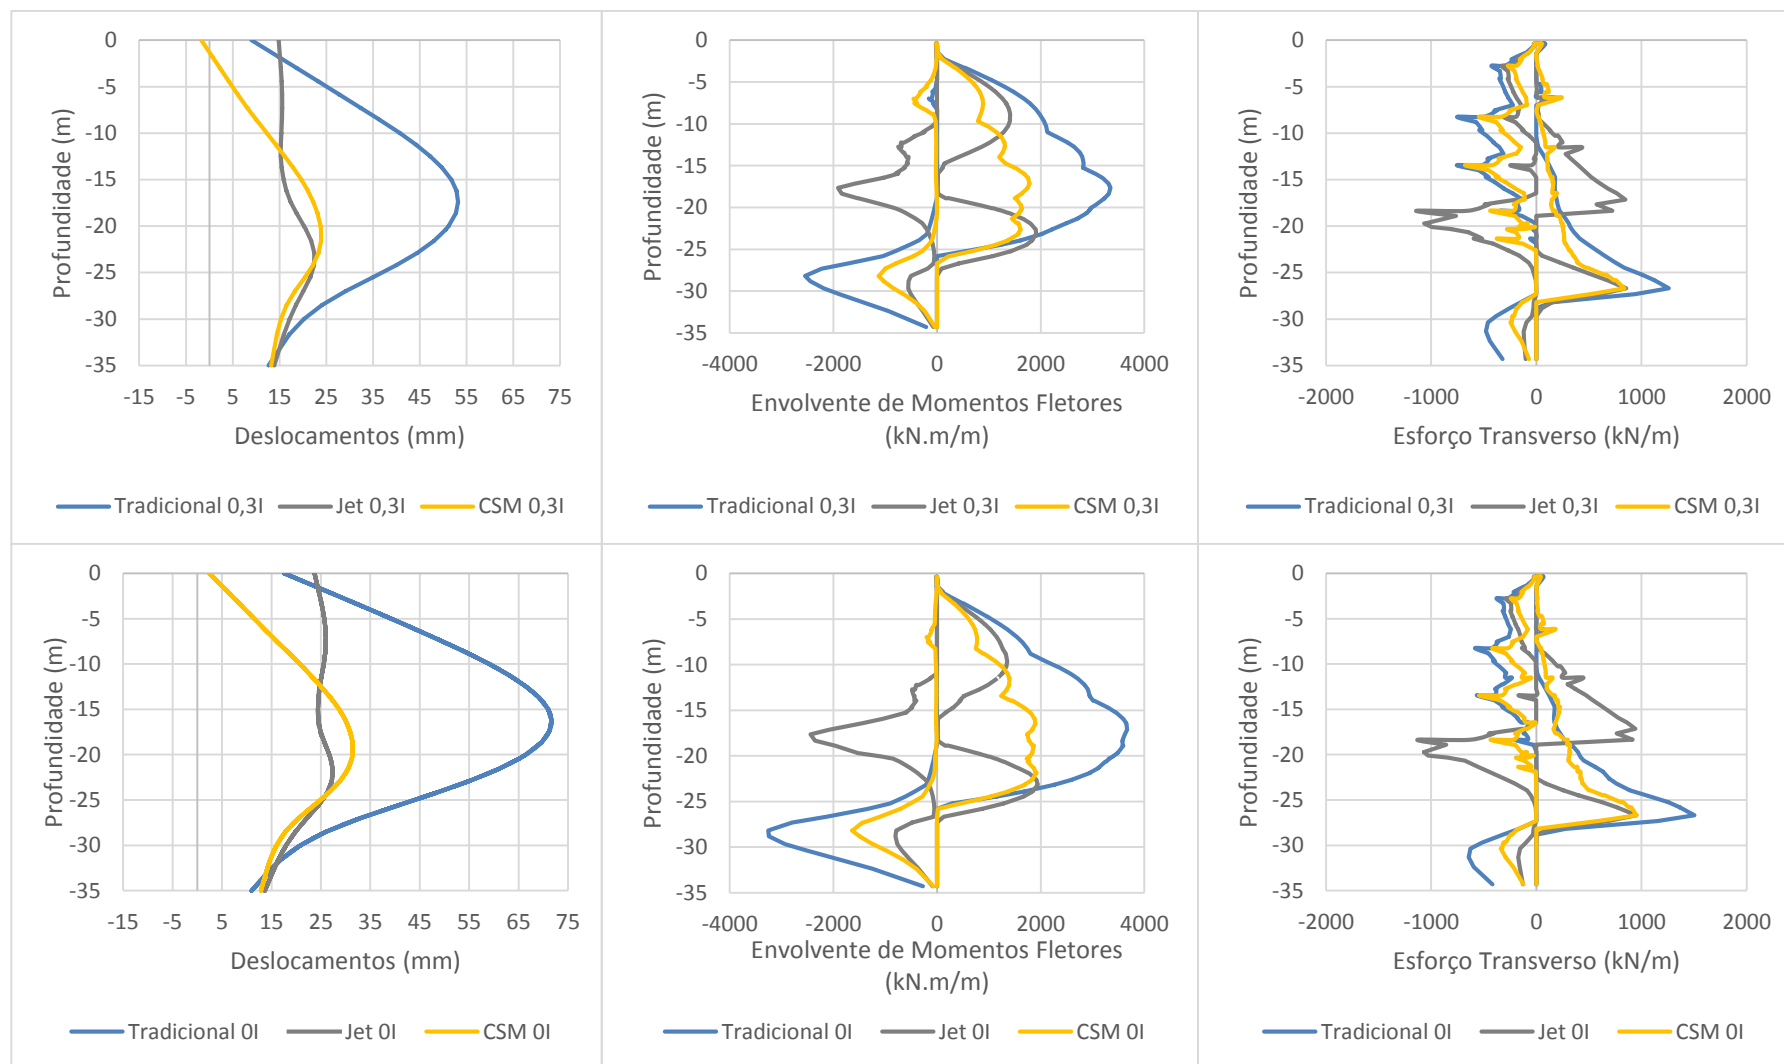 0
-5
-10
-15
-20
-25
-30
-35
-15 -5 5 15 25 35 45 55 65 75
Profundidade (m)
Deslocamentos (mm)
Tradicional 0,3I Jet 0,3I CSM 0,3I
0
-5
-10
-15
-20
-25
-30
-35
-4000 -2000 0 2000 4000
Profundidade (m)
Envolvente de Momentos Fletores
(kN.m/m)
Tradicional 0,3I Jet 0,3I CSM 0,3I
0
-5
-10
-15
-20
-25
-30
-35
-2000 -1000 0 1000 2000
Profundidade (m)
Esforço Transverso (kN/m)
Tradicional 0,3I Jet 0,3I CSM 0,3I
0
-5
-10
-15
-20
-25
-30
-35
-15 -5 5 15 25 35 45 55 65 75
Profundidade (m)
Deslocamentos (mm)
Tradicional 0I Jet 0I CSM 0I
0
-5
-10
-15
-20
-25
-30
-35
-4000 -2000 0 2000 4000
Profundidade (m)
Envolvente de Momentos Fletores
(kN.m/m)
Tradicional 0I Jet 0I CSM 0I
0
-5
-10
-15
-20
-25
-30
-35
-2000 -1000 0 1000 2000
Profundidade (m)
Esforço Transverso (kN/m)
Tradicional 0I Jet 0I CSM 0I